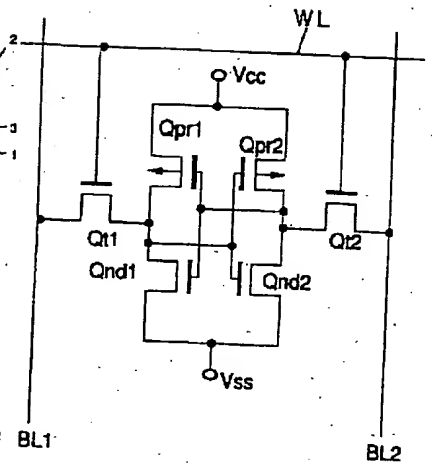 WL
2
Vcc
Qpr1
Qpr2
3
1
Qt1
Qt2
Qnd1
Qnd2
Vss
BL1
BL2